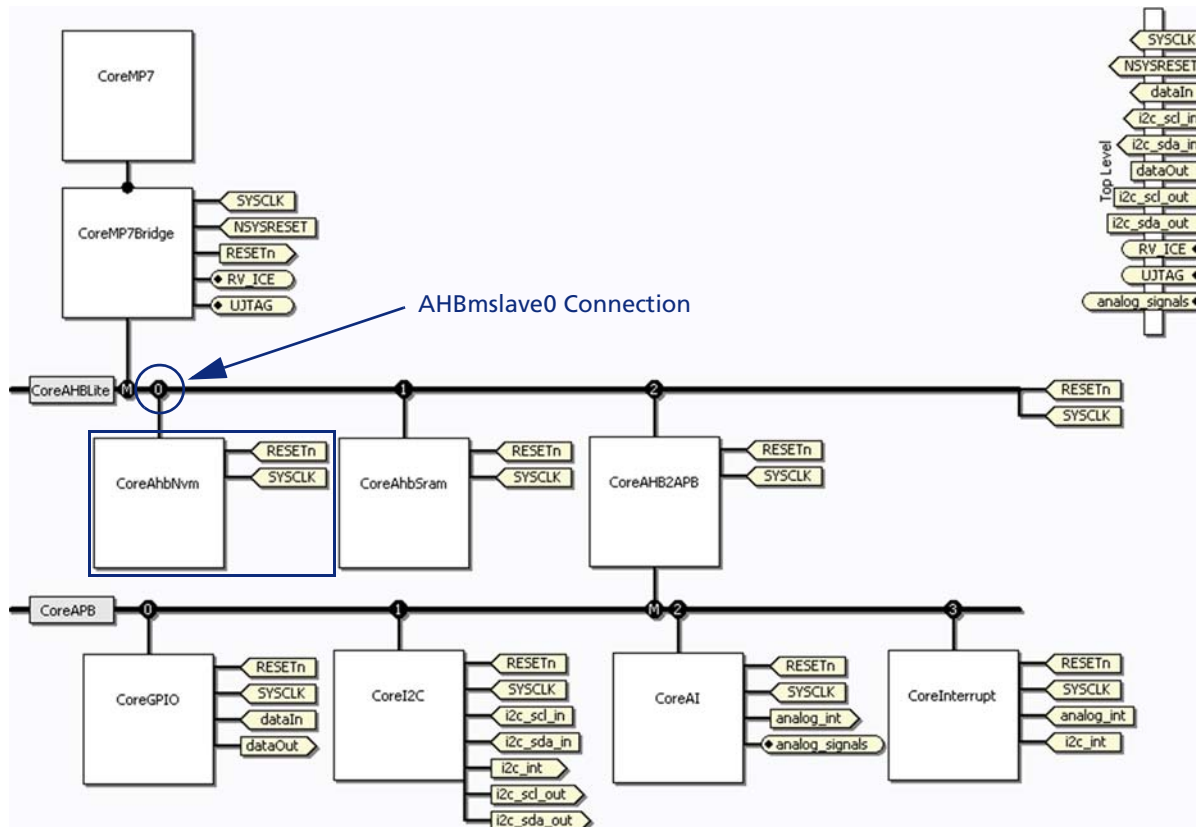 CoreMP7
SYSCLK
NSYSRESET
dataIn
i2c_scl_in
i2c_sda_in
dataOut
i2c_scl_out
i2c_sda_out
RV_ICE
UJTAG
analog_signals
Top Level
CoreMP7Bridge
SYSCLK
NSYSRESET
RESETn
RV_ICE
UJTAG
AHBmslave0 Connection
CoreAHBLite
M
0
1
2
RESETn
SYSCLK
CoreAhbNvm
RESETn
SYSCLK
CoreAhbSram
RESETn
SYSCLK
CoreAHB2APB
RESETn
SYSCLK
CoreAPB
0
1
M
2
3
CoreGPIO
RESETn
SYSCLK
dataIn
dataOut
CoreI2C
RESETn
SYSCLK
i2c_scl_in
i2c_sda_in
i2c_int
i2c_scl_out
i2c_sda_out
CoreAI
RESETn
SYSCLK
analog_int
analog_signals
CoreInterrupt
RESETn
SYSCLK
analog_int
i2c_int